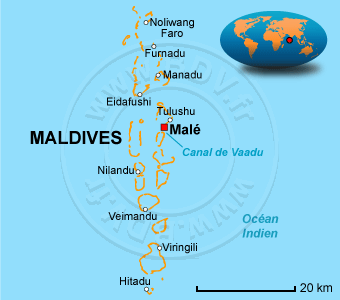 Noliwang
Faro
Furnadu
Manadu
Eidafushi
Tulushu
Malé
MALDIVES
Canal de Vaadu
Nilandu
Veimandu
Océan
Indien
Viringili
Hitadu
20 km